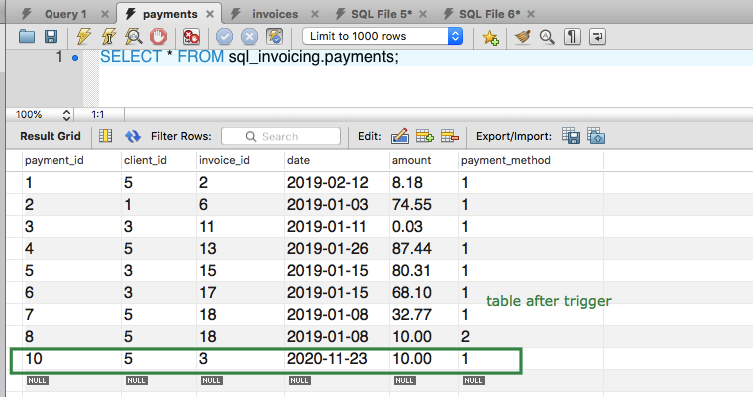 Query 1 payments invoices SQL File 5* SQL File 6*
Limit to 1000 rows
1 SELECT * FROM sql_invoicing.payments;
100% 1:1
Result Grid Filter Rows: Search Edit: Export/Import:
payment_id client_id invoice_id date amount payment_method
1 5 2 2019-02-12 8.18 1
2 1 6 2019-01-03 74.55 1
3 3 11 2019-01-11 0.03 1
4 5 13 2019-01-26 87.44 1
5 3 15 2019-01-15 80.31 1
6 3 17 2019-01-15 68.10 1
table after trigger
7 5 18 2019-01-08 32.77 1
8 5 18 2019-01-08 10.00 2
10 5 3 2020-11-23 10.00 1
NULL NULL NULL NULL NULL NULL